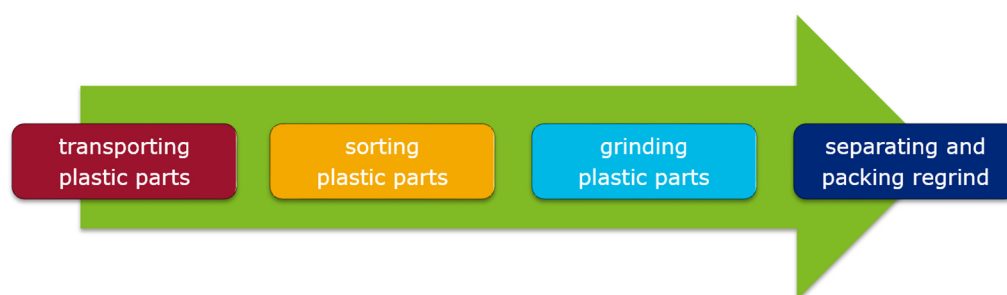 transporting
plastic parts
sorting
plastic parts
grinding
plastic parts
separating and
packing regrind